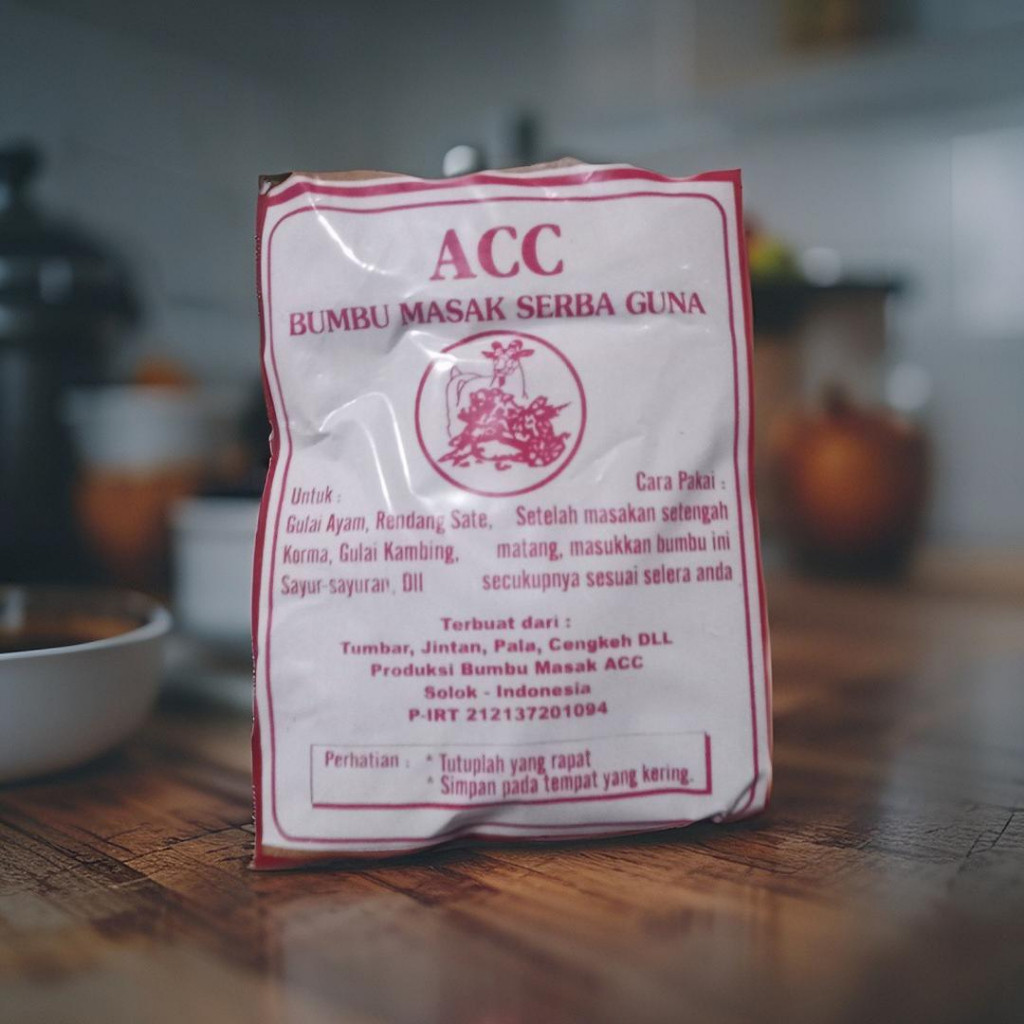 ACC
BUMBU MASAK SERBA GUNA
Untuk :
Gulai Ayam, Rendang Sate,
Korma, Gulai Kambing,
Sayur-sayuran, Dll
Cara Pakai :
Setelah masakan setengah
matang, masukkan bumbu ini
secukupnya sesuai selera anda
Terbuat dari :
Tumbar, Jintan, Pala, Cengkeh DLL
Produksi Bumbu Masak ACC
Solok - Indonesia
P-IRT 212137201094
Perhatian : * Tutuplah yang rapat
* Simpan pada tempat yang kering.